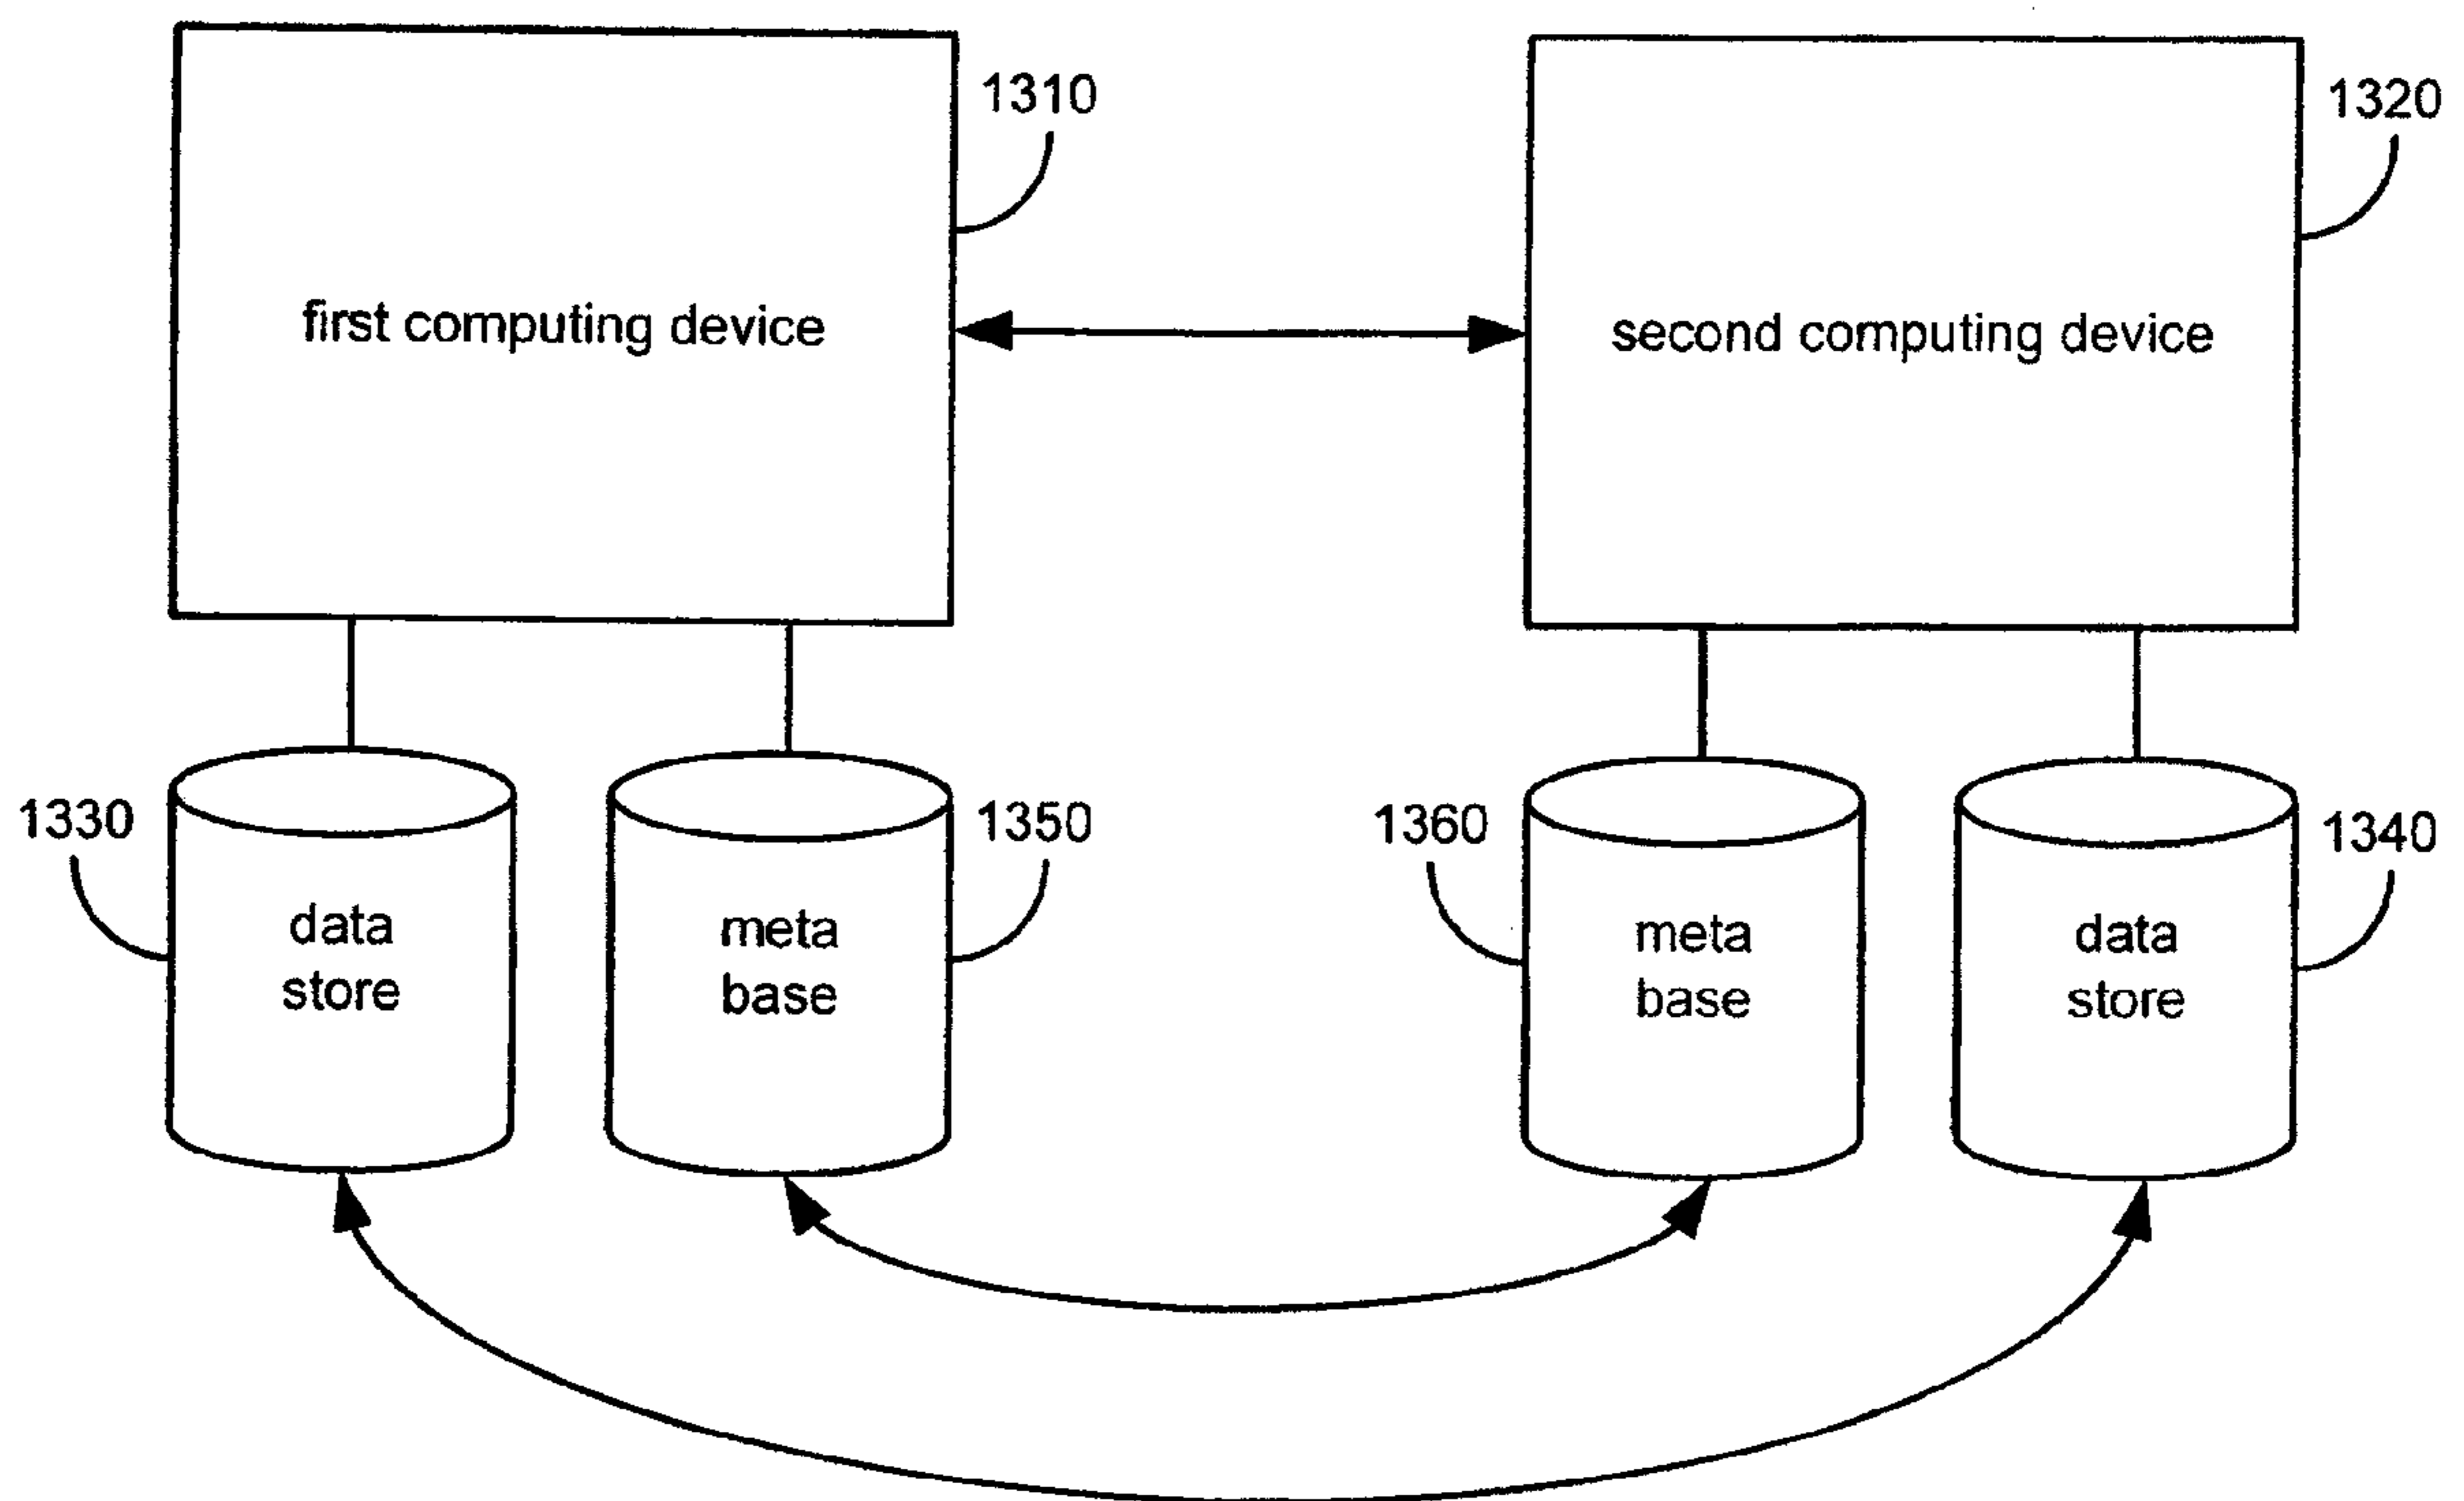 1310
1320
first computing device
second computing device
1330
1350
1360
1340
data
store
meta
base
meta
base
data
store